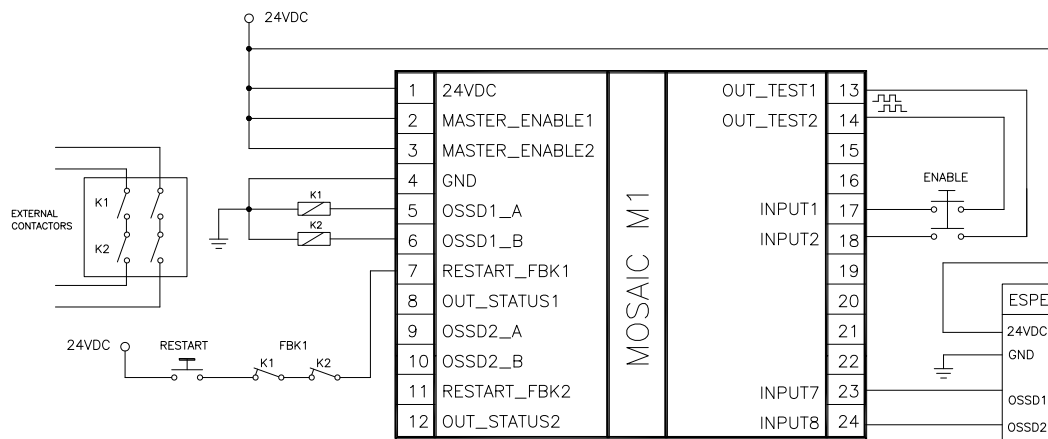 24VDC
1 24VDC
2 MASTER_ENABLE1
3 MASTER_ENABLE2
4 GND
5 OSSD1_A
6 OSSD1_B
7 RESTART_FBK1
8 OUT_STATUS1
9 OSSD2_A
10 OSSD2_B
11 RESTART_FBK2
12 OUT_STATUS2
MOSAIC M1
OUT_TEST1 13
OUT_TEST2 14
15
16
INPUT1 17
INPUT2 18
19
20
21
22
INPUT7 23
INPUT8 24
K1
K2
EXTERNAL
CONTACTORS
K1
K2
24VDC
RESTART
FBK1
K1
K2
ENABLE
ESPE
24VDC
GND
OSSD1
OSSD2